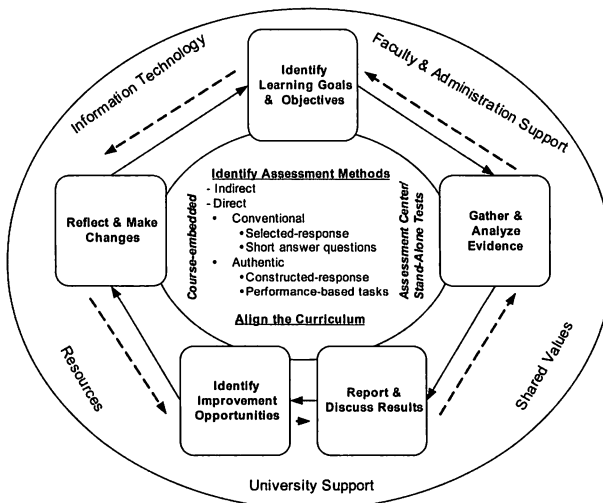 Information Technology
Faculty & Administration Support
Identify
Learning Goals
& Objectives
Identify Assessment Methods
- Indirect
- Direct
• Conventional
•Selected-response
•Short answer questions
• Authentic
•Constructed-response
•Performance-based tasks
Align the Curriculum
Course-embedded
Assessment Center/
Stand-Alone Tests
Reflect & Make
Changes
Gather &
Analyze
Evidence
Identify
Improvement
Opportunities
Report &
Discuss Results
Resources
Shared Values
University Support